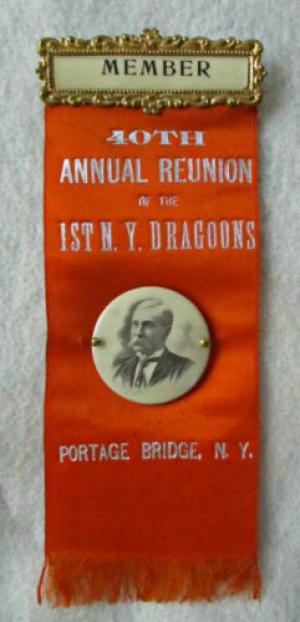 MEMBER
40TH
ANNUAL REUNION
OF THE
1ST N. Y. DRAGOONS
PORTAGE BRIDGE, N. Y.